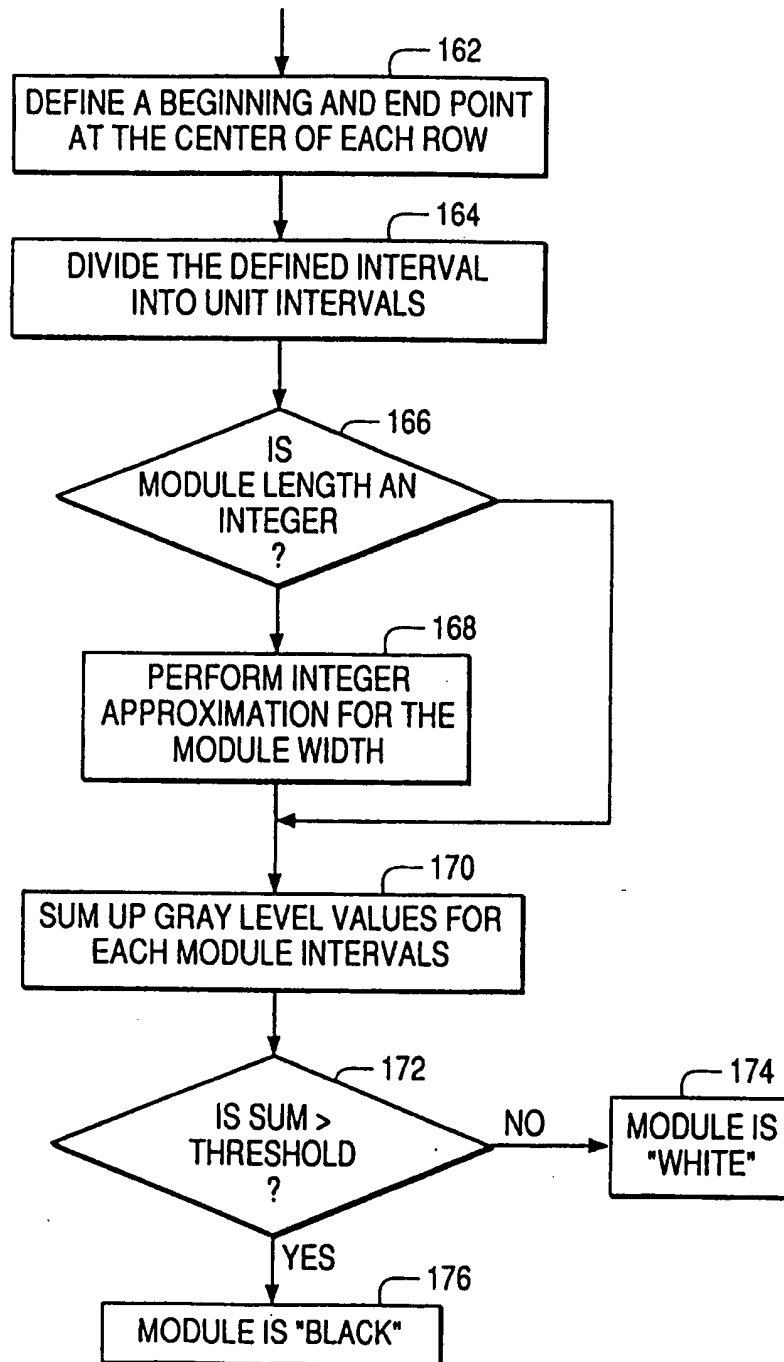 162
DEFINE A BEGINNING AND END POINT
AT THE CENTER OF EACH ROW
164
DIVIDE THE DEFINED INTERVAL
INTO UNIT INTERVALS
166
IS
MODULE LENGTH AN
INTEGER
?
168
PERFORM INTEGER
APPROXIMATION FOR THE
MODULE WIDTH
170
SUM UP GRAY LEVEL VALUES FOR
EACH MODULE INTERVALS
172
IS SUM >
THRESHOLD
?
NO
174
MODULE IS
"WHITE"
YES
176
MODULE IS "BLACK"